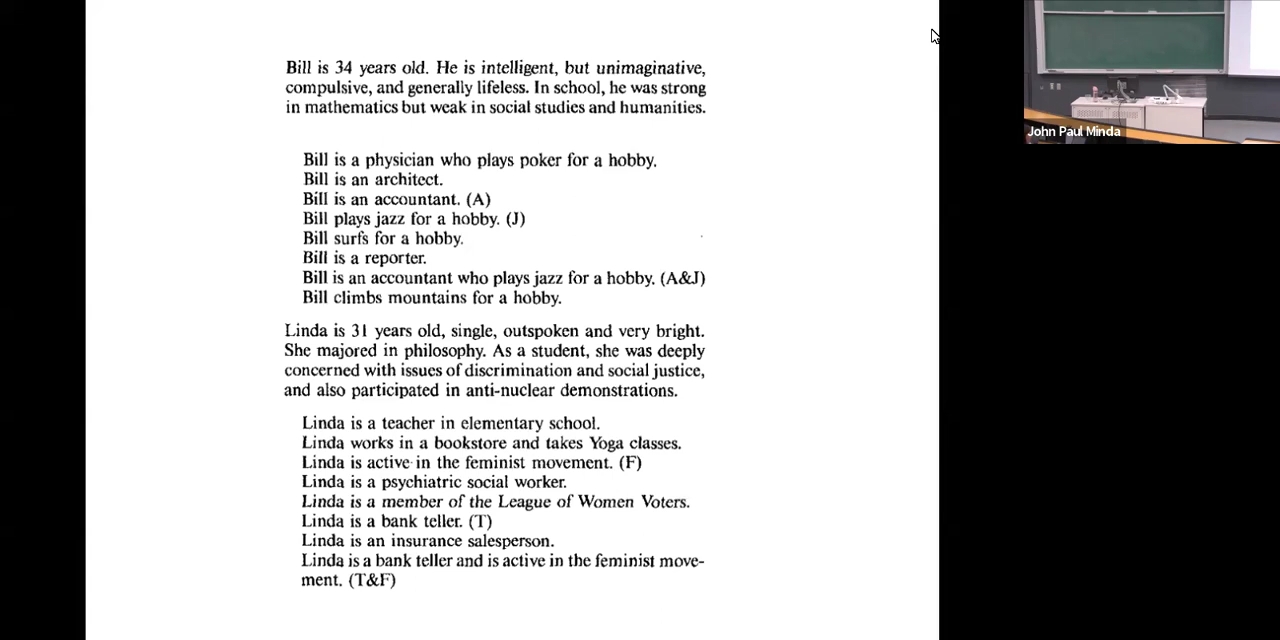 Bill is 34 years old. He is intelligent, but unimaginative,
compulsive, and generally lifeless. In school, he was strong
in mathematics but weak in social studies and humanities.
Bill is a physician who plays poker for a hobby.
Bill is an architect.
Bill is an accountant. (A)
Bill plays jazz for a hobby. (J)
Bill surfs for a hobby.
Bill is a reporter.
Bill is an accountant who plays jazz for a hobby. (A&J)
Bill climbs mountains for a hobby.
Linda is 31 years old, single, outspoken and very bright.
She majored in philosophy. As a student, she was deeply
concerned with issues of discrimination and social justice,
and also participated in anti-nuclear demonstrations.
Linda is a teacher in elementary school.
Linda works in a bookstore and takes Yoga classes.
Linda is active in the feminist movement. (F)
Linda is a psychiatric social worker.
Linda is a member of the League of Women Voters.
Linda is a bank teller. (T)
Linda is an insurance salesperson.
Linda is a bank teller and is active in the feminist move-
ment. (T&F)
John Paul Minda